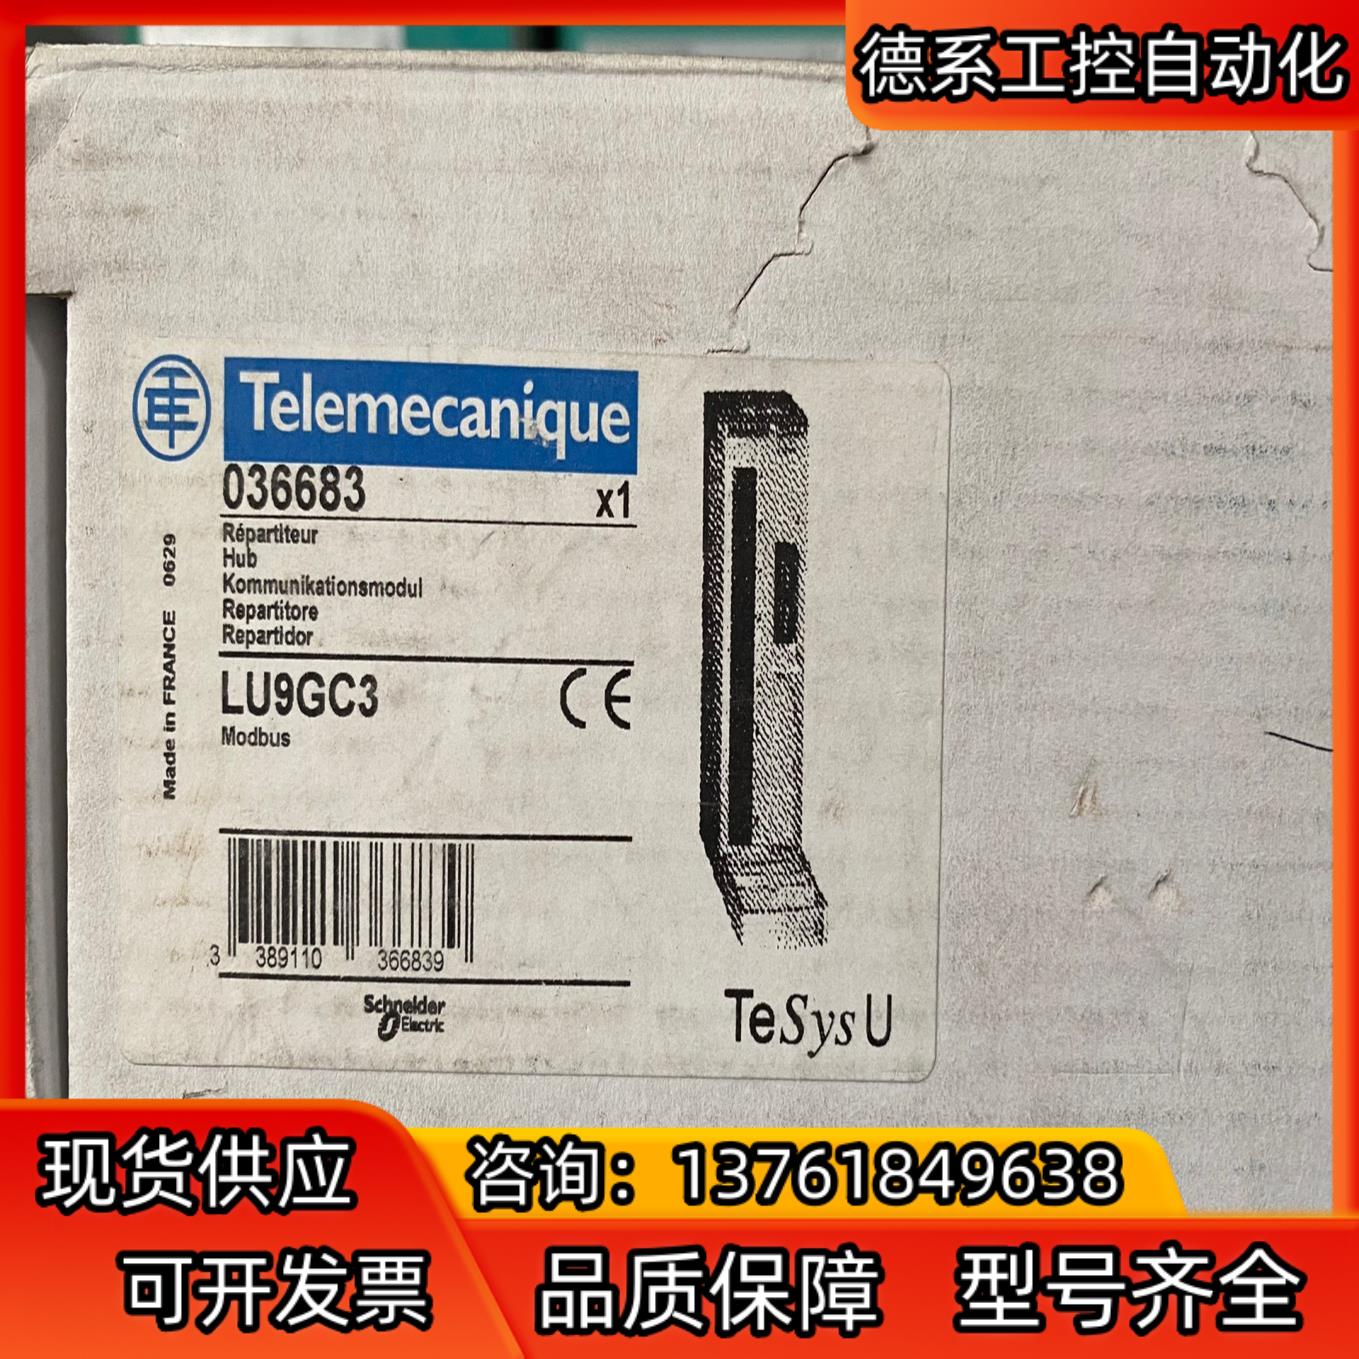 德系工控自动化
Telemecanique
036683 x1
Répartiteur
Hub
Kommunikationsmodul
Repartitore
Repartidor
Made in FRANCE 0629
LU9GC3 CE
Modbus
3 389110 366839
Schneider
Electric
TeSys U
现货供应
咨询：13761849638
可开发票 品质保障 型号齐全